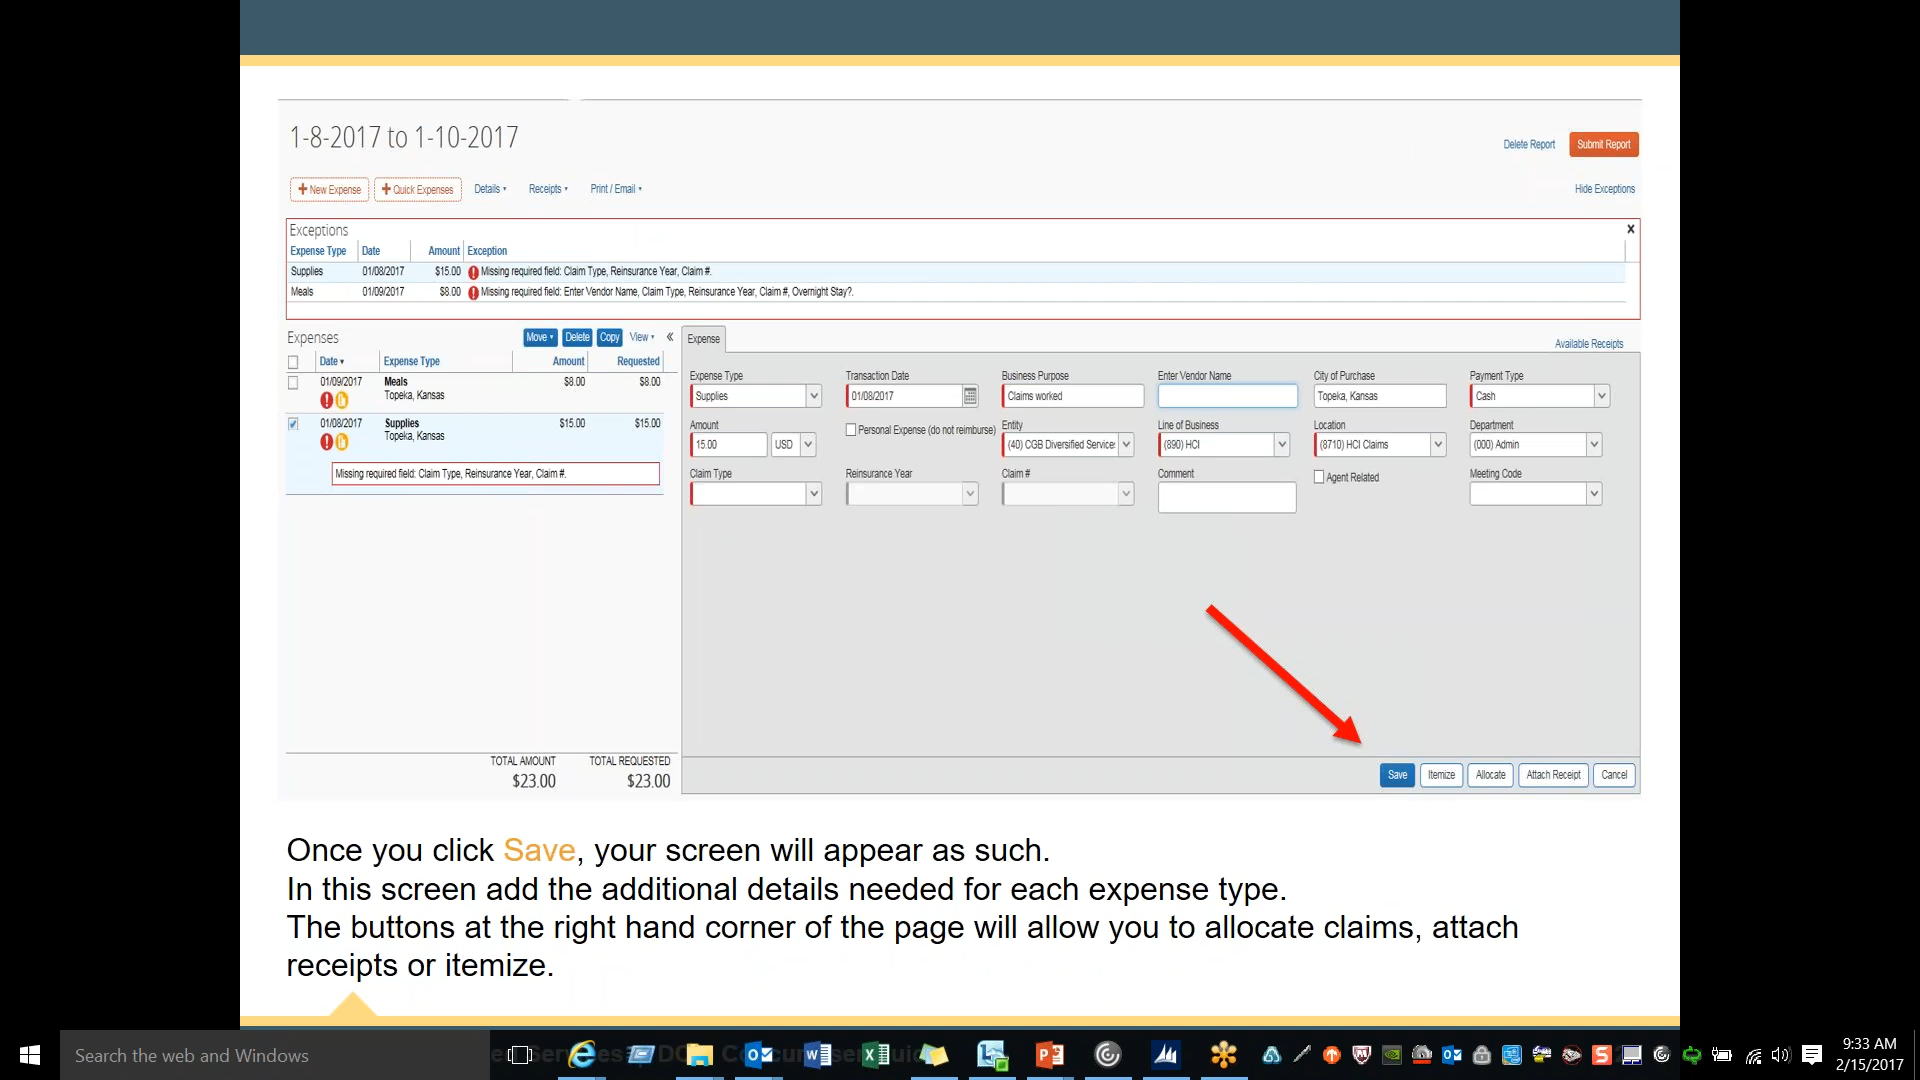 1-8-2017 to 1-10-2017
Delete Report
Submit Report
+ New Expense
+ Quick Expenses
Details
Receipts
Print / Email
Hide Exceptions
Exceptions
x
Expense Type Date Amount Exception
Supplies 01/08/2017 $15.00 Missing required field: Claim Type, Reinsurance Year, Claim #.
Meals 01/09/2017 $8.00 Missing required field: Enter Vendor Name, Claim Type, Reinsurance Year, Claim #, Overnight Stay?.
Expenses
Move
Delete
Copy
View
«
Date Expense Type Amount Requested
01/09/2017 Meals $8.00 $8.00
Topeka, Kansas
01/08/2017 Supplies $15.00 $15.00
Topeka, Kansas
Missing required field: Claim Type, Reinsurance Year, Claim #.
TOTAL AMOUNT TOTAL REQUESTED
$23.00 $23.00
Expense
Available Receipts
Expense Type Transaction Date Business Purpose Enter Vendor Name City of Purchase Payment Type
Supplies 01/08/2017 Claims worked Topeka, Kansas Cash
Amount Personal Expense (do not reimburse) Entity Line of Business Location Department
15.00 USD (40) CGB Diversified Service: (890) HCI (8710) HCI Claims (000) Admin
Claim Type Reinsurance Year Claim # Comment Agent Related Meeting Code
Save
Itemize
Allocate
Attach Receipt
Cancel
Once you click Save, your screen will appear as such.
In this screen add the additional details needed for each expense type.
The buttons at the right hand corner of the page will allow you to allocate claims, attach
receipts or itemize.
Search the web and Windows
9:33 AM
2/15/2017